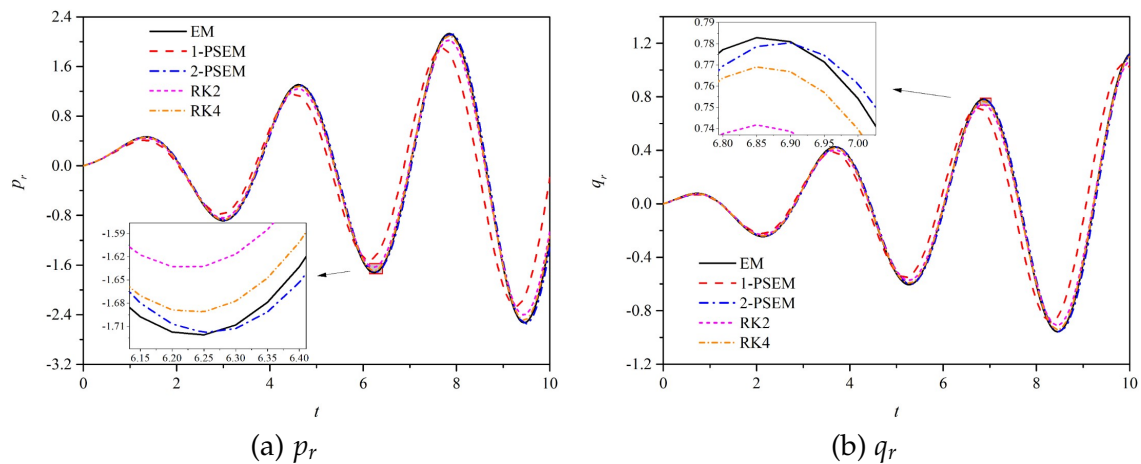 2.4
1.6
0.8
0.0
-0.8
-1.6
-2.4
-3.2
p_r
EM
1-PSEM
2-PSEM
RK2
RK4
-1.59
-1.62
-1.65
-1.68
-1.71
6.15 6.20 6.25 6.30 6.35 6.40
0 2 4 6 8 10
t
(a) p_r
1.2
0.8
0.4
0.0
-0.4
-0.8
-1.2
q_r
0.79
0.78
0.77
0.76
0.75
0.74
6.80 6.85 6.90 6.95 7.00
EM
1-PSEM
2-PSEM
RK2
RK4
0 2 4 6 8 10
t
(b) q_r